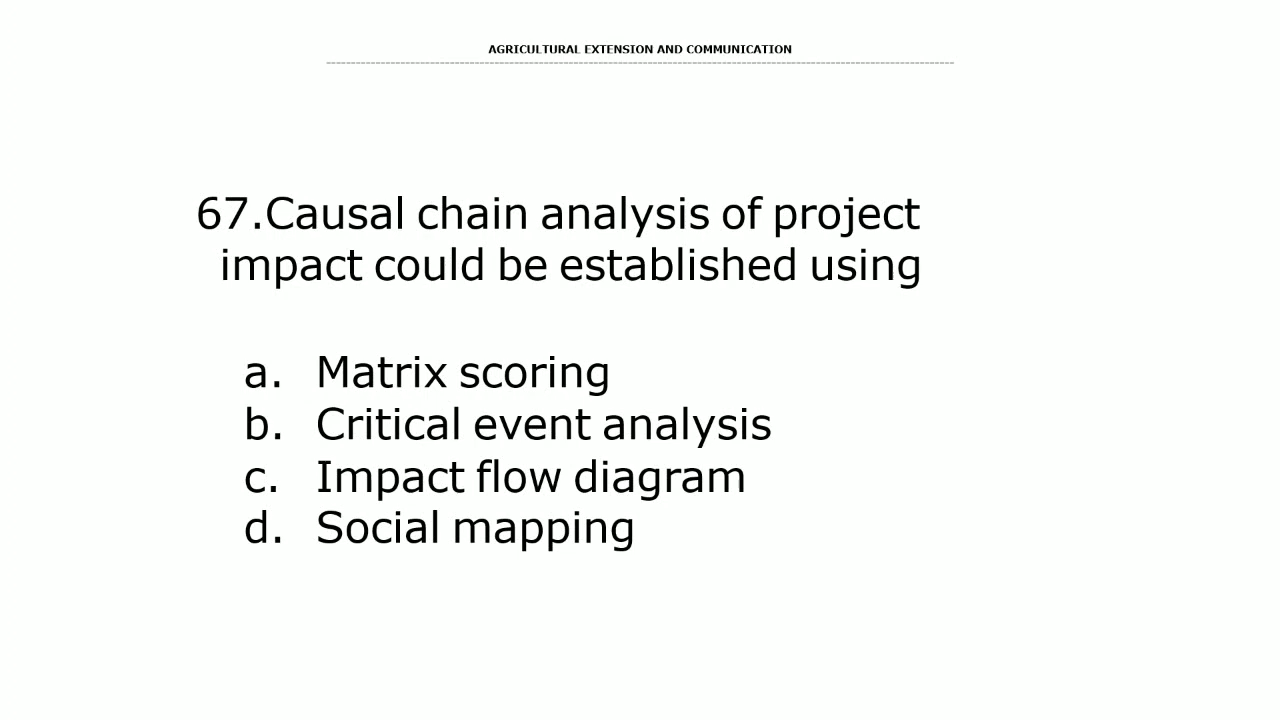 AGRICULTURAL EXTENSION AND COMMUNICATION
67.Causal chain analysis of project
impact could be established using
a. Matrix scoring
b. Critical event analysis
c. Impact flow diagram
d. Social mapping